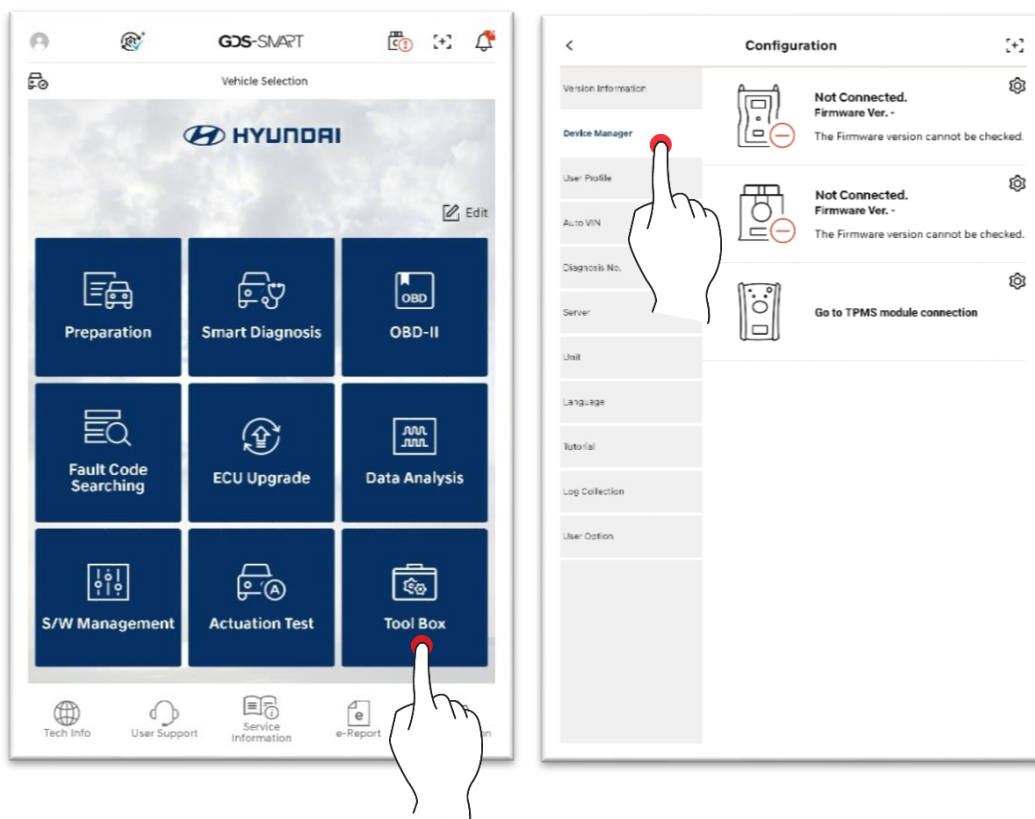 GDS-SMART
Vehicle Selection
HYUNDAI
Edit
Preparation
Smart Diagnosis
OBD
OBD-II
Fault Code
Searching
ECU Upgrade
Data Analysis
S/W Management
A
Actuation Test
Tool Box
Tech Info
User Support
Service
Information
e
e-Report
on
Configuration
Version Information
Device Manager
User Profile
Auto VIN
Diagnosis No.
Server
Unit
Language
Tutorial
Log Collection
User Option
Not Connected.
Firmware Ver. -
The Firmware version cannot be checked.
Not Connected.
Firmware Ver. -
The Firmware version cannot be checked.
Go to TPMS module connection